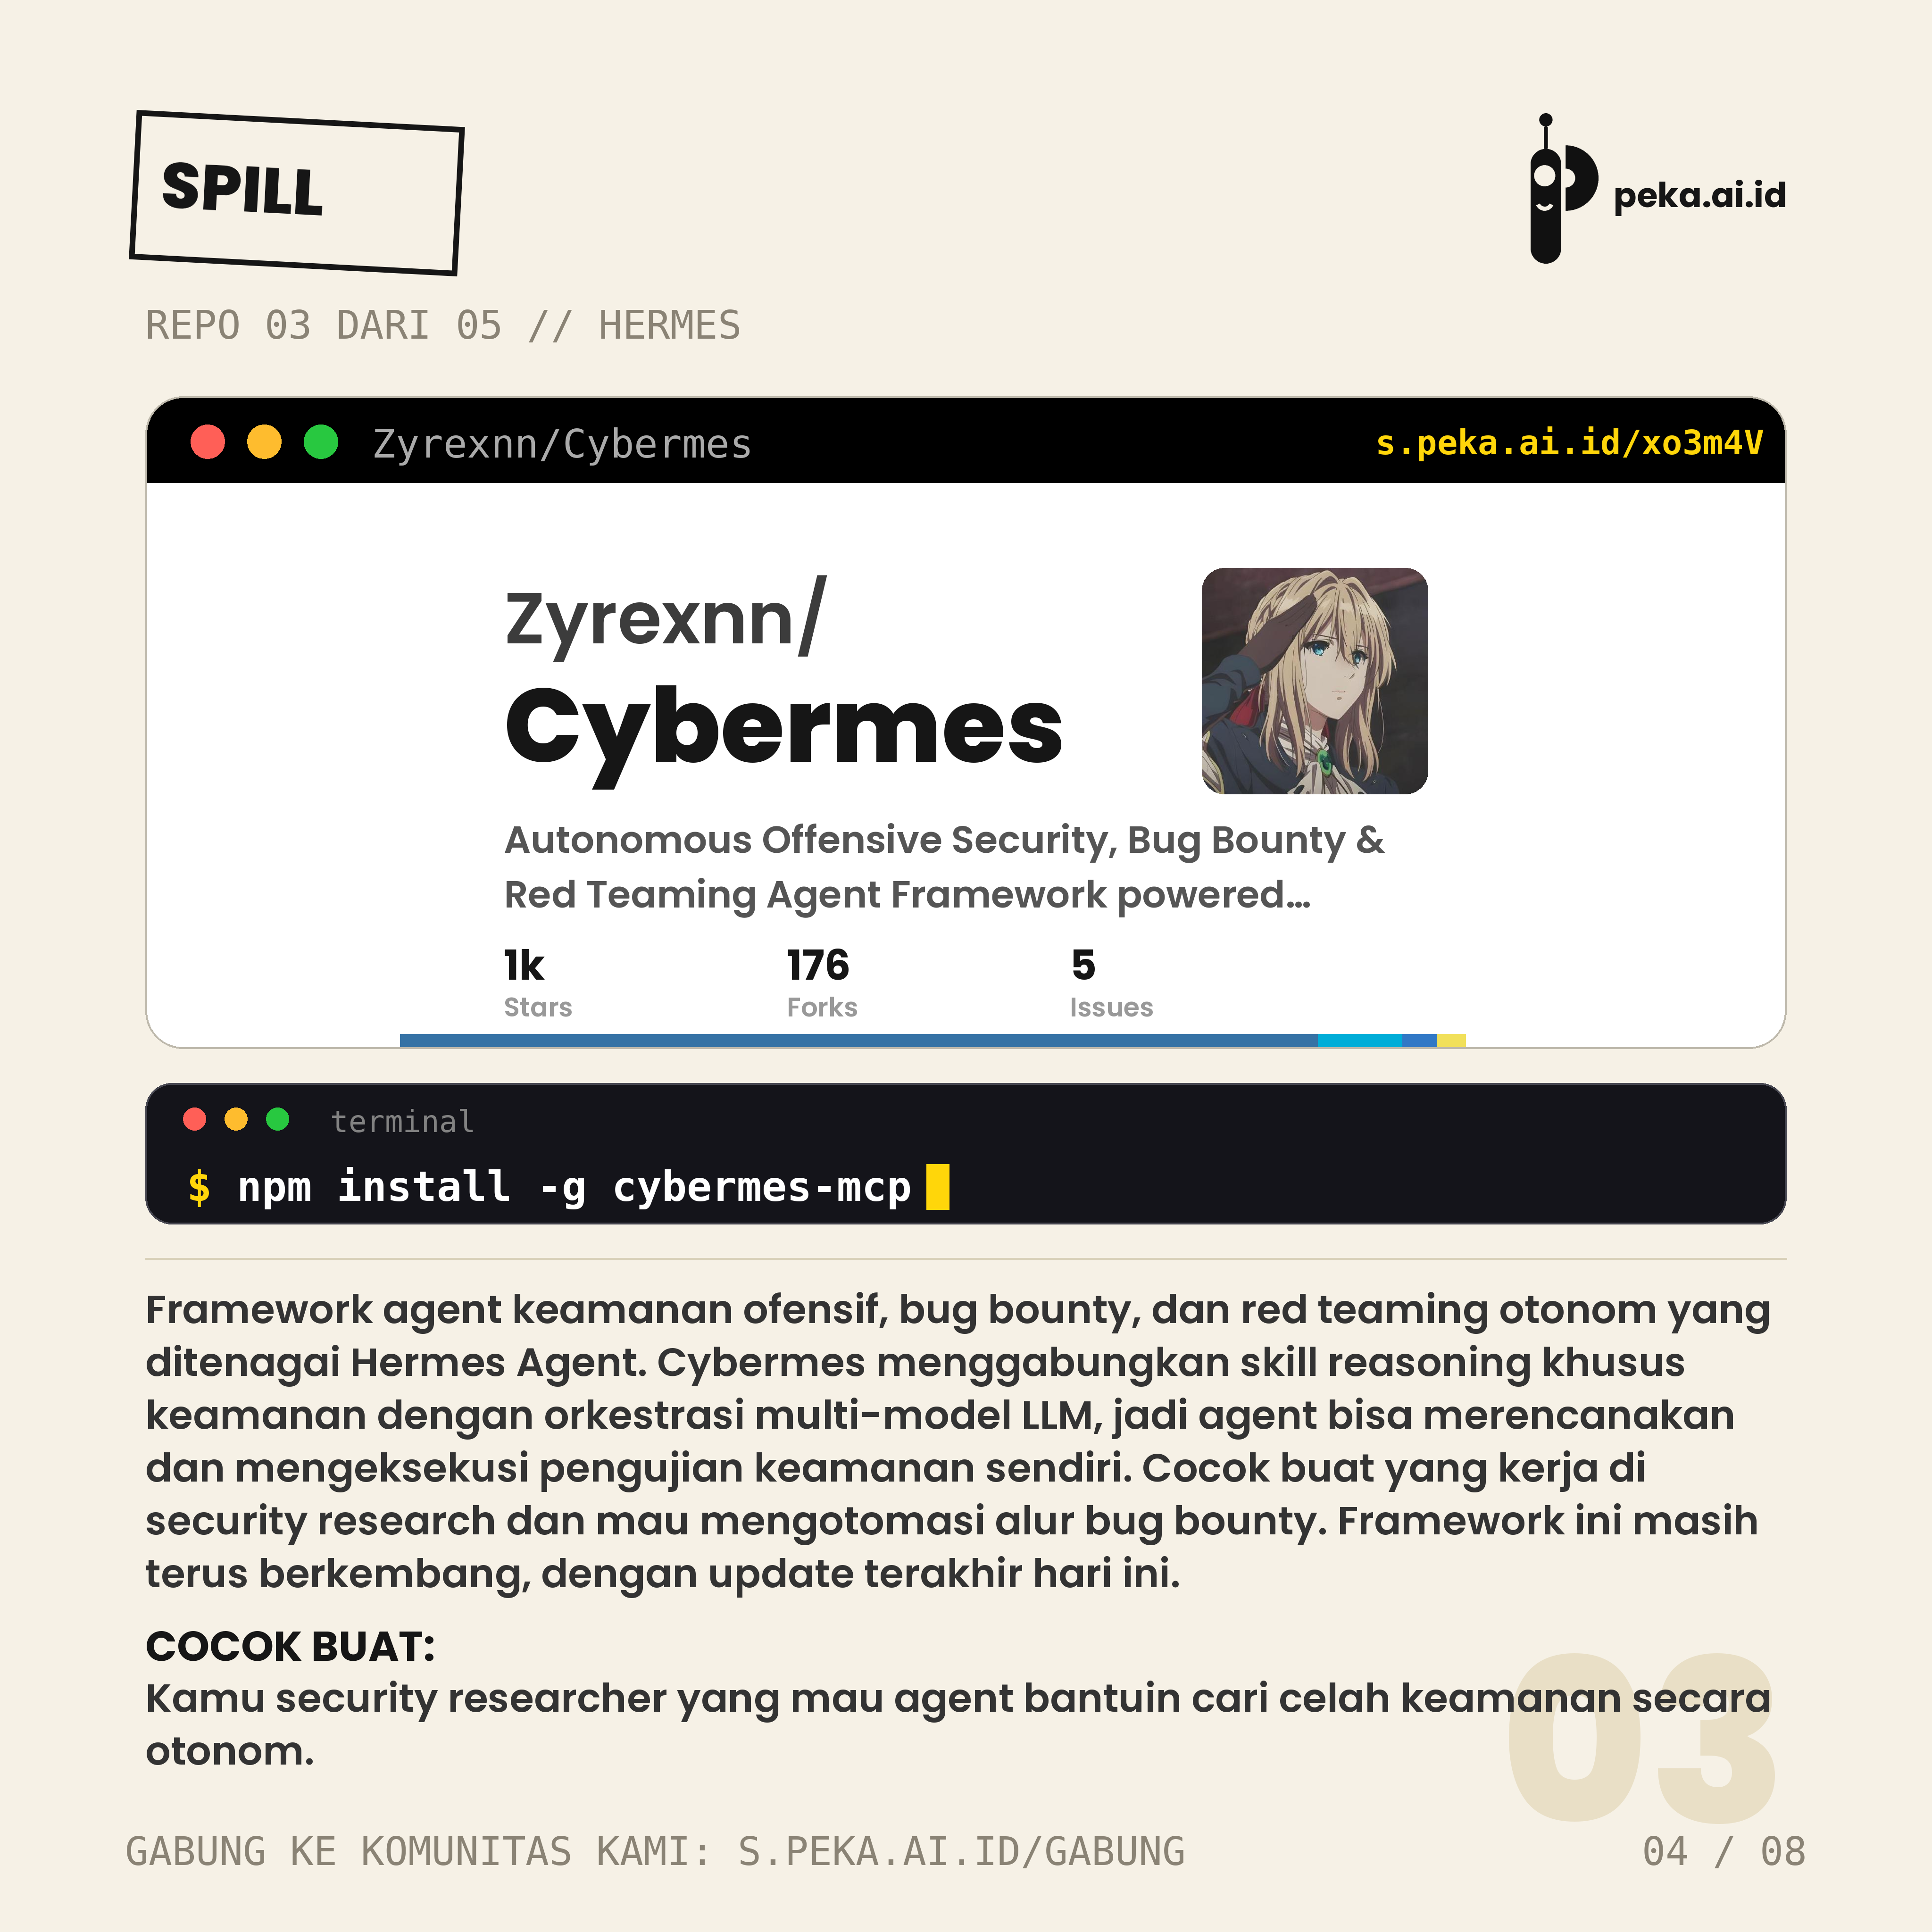 SPILL
peka.ai.id
REPO 03 DARI 05 // HERMES
Zyrexnn/Cybermes
s.peka.ai.id/xo3m4V
Zyrexnn/
Cybermes
Autonomous Offensive Security, Bug Bounty &
Red Teaming Agent Framework powered...
1k
Stars
176
Forks
5
Issues
terminal
$ npm install -g cybermes-mcp
Framework agent keamanan ofensif, bug bounty, dan red teaming otonom yang
ditenagai Hermes Agent. Cybermes menggabungkan skill reasoning khusus
keamanan dengan orkestrasi multi-model LLM, jadi agent bisa merencanakan
dan mengeksekusi pengujian keamanan sendiri. Cocok buat yang kerja di
security research dan mau mengotomasi alur bug bounty. Framework ini masih
terus berkembang, dengan update terakhir hari ini.
COCOK BUAT:
Kamu security researcher yang mau agent bantuin cari celah keamanan secara
otonom.
03
GABUNG KE KOMUNITAS KAMI: S.PEKA.AI.ID/GABUNG
04 / 08